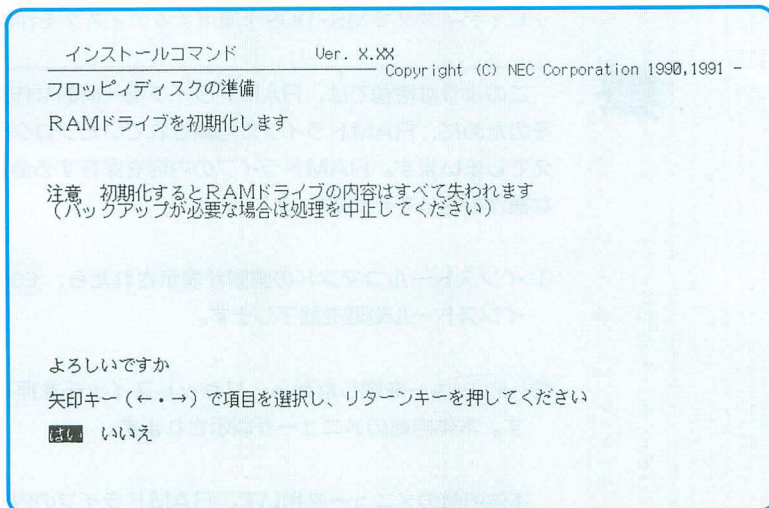 インストールコマンド Ver. X.XX
Copyright (C) NEC Corporation 1990,1991 -
フロッピィディスクの準備
RAMドライブを初期化します
注意 初期化するとRAMドライブの内容はすべて失われます
(バックアップが必要な場合は処理を中止してください)
よろしいですか
矢印キー(←・→)で項目を選択し、リターンキーを押してください
はい いいえ